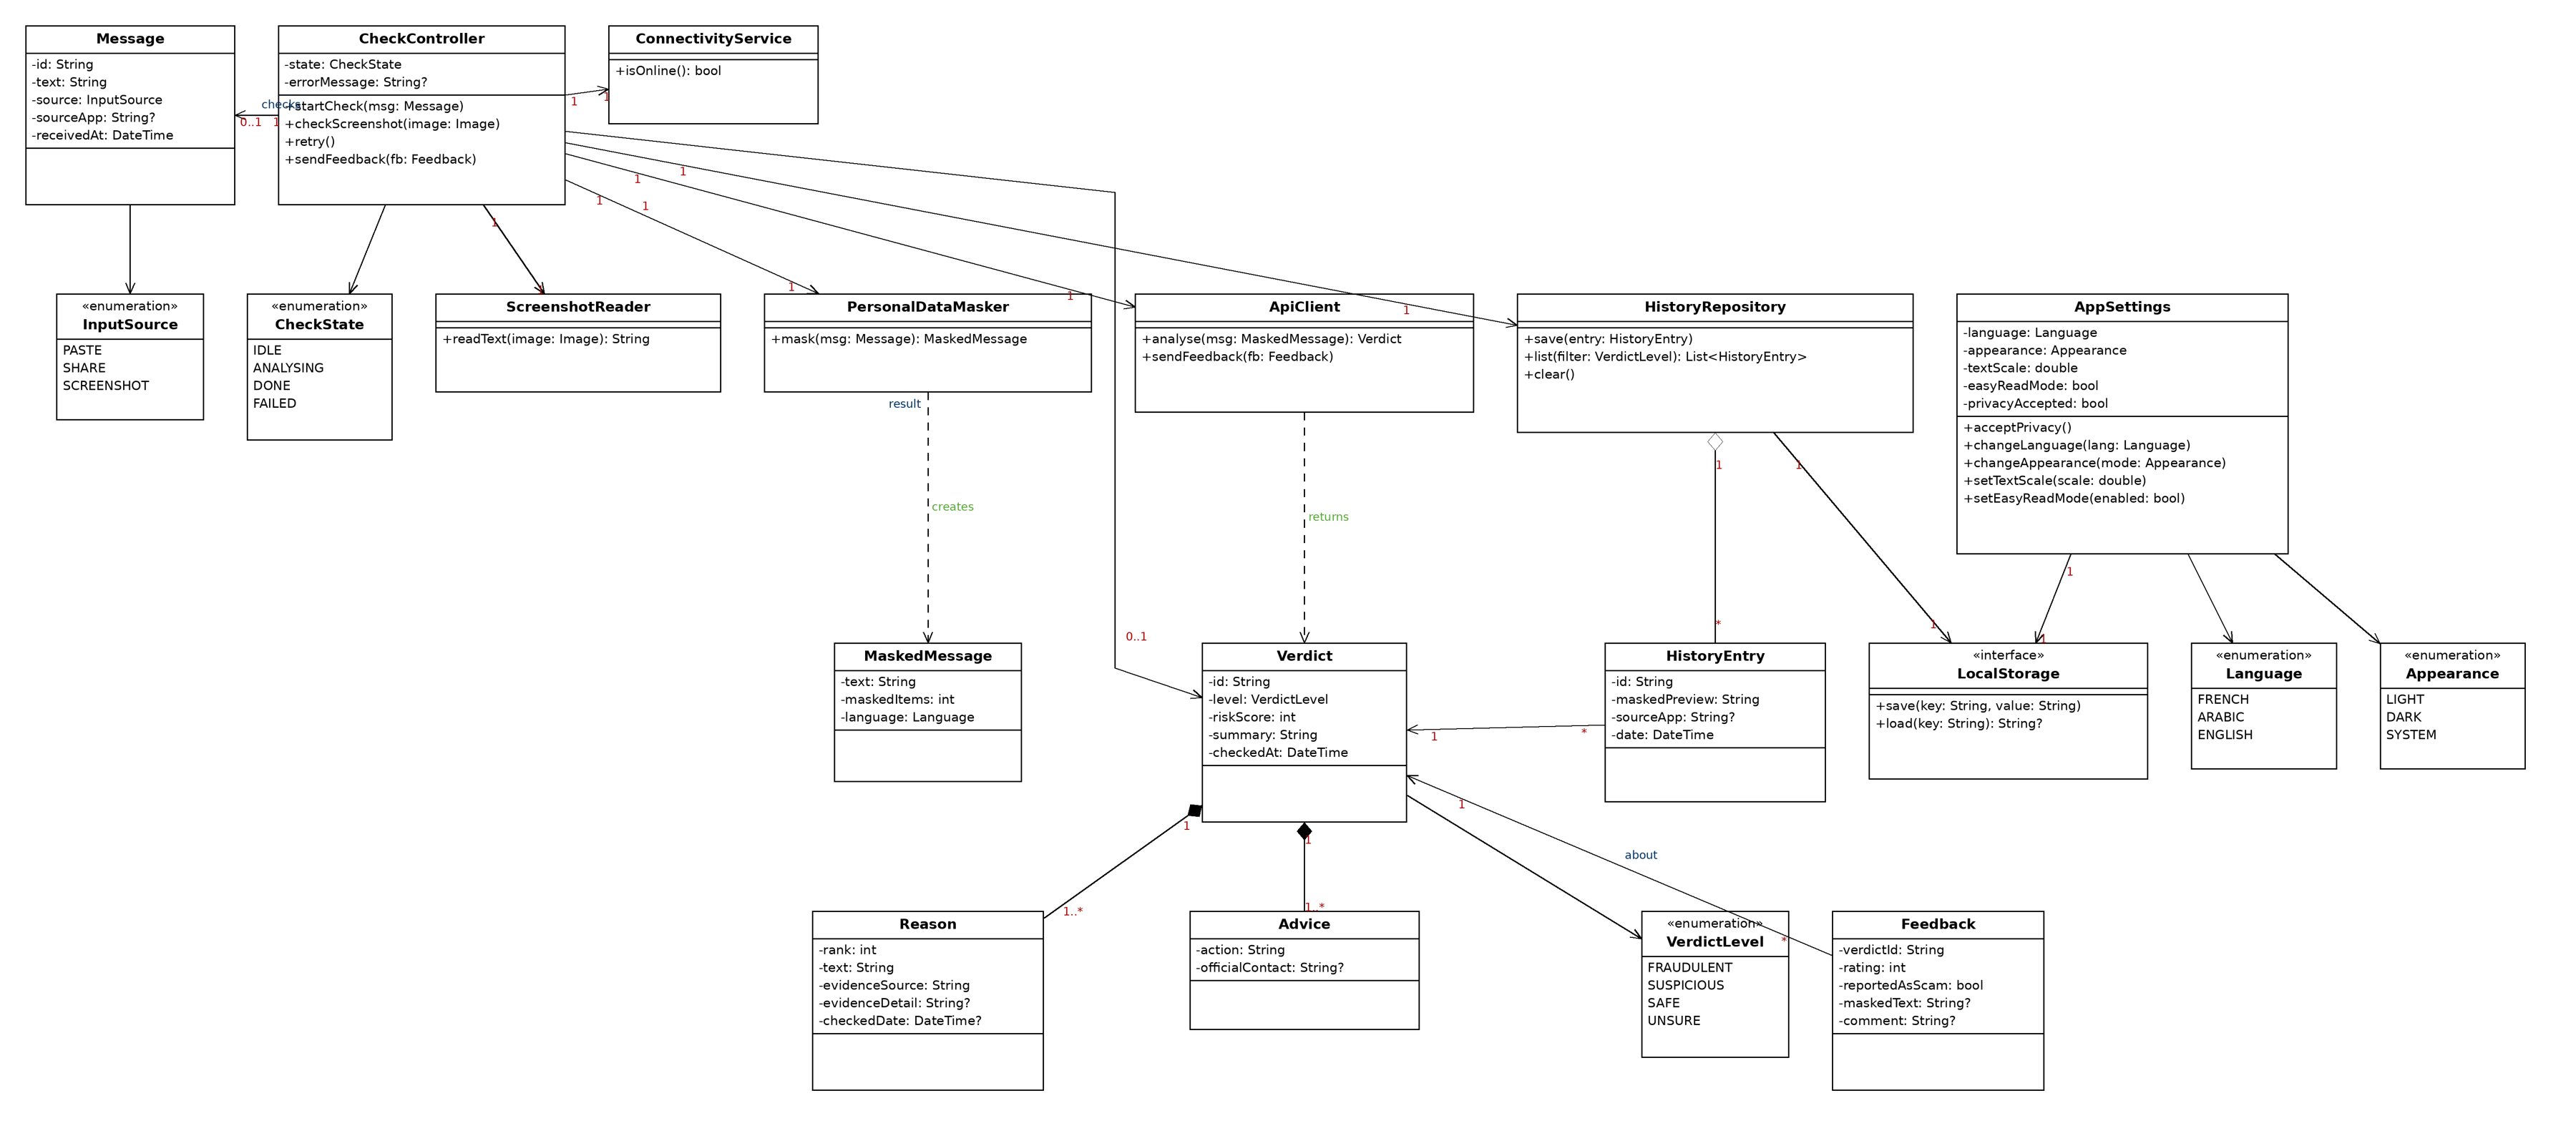 Message
-id: String
-text: String
-source: InputSource
-sourceApp: String?
-receivedAt: DateTime
checks
0..1
1
CheckController
-state: CheckState
-errorMessage: String?
+startCheck(msg: Message)
+checkScreenshot(image: Image)
+retry()
+sendFeedback(fb: Feedback)
1
1
ConnectivityService
+isOnline(): bool
1
1
1
1
1
«enumeration»
InputSource
PASTE
SHARE
SCREENSHOT
«enumeration»
CheckState
IDLE
ANALYSING
DONE
FAILED
1
ScreenshotReader
+readText(image: Image): String
1
PersonalDataMasker
+mask(msg: Message): MaskedMessage
1
ApiClient
+analyse(msg: MaskedMessage): Verdict
+sendFeedback(fb: Feedback)
1
HistoryRepository
+save(entry: HistoryEntry)
+list(filter: VerdictLevel): List<HistoryEntry>
+clear()
AppSettings
-language: Language
-appearance: Appearance
-textScale: double
-easyReadMode: bool
-privacyAccepted: bool
+acceptPrivacy()
+changeLanguage(lang: Language)
+changeAppearance(mode: Appearance)
+setTextScale(scale: double)
+setEasyReadMode(enabled: bool)
result
creates
returns
1
1
1
0..1
*
1
1
MaskedMessage
-text: String
-maskedItems: int
-language: Language
Verdict
-id: String
-level: VerdictLevel
-riskScore: int
-summary: String
-checkedAt: DateTime
1
*
HistoryEntry
-id: String
-maskedPreview: String
-sourceApp: String?
-date: DateTime
«interface»
LocalStorage
+save(key: String, value: String)
+load(key: String): String?
«enumeration»
Language
FRENCH
ARABIC
ENGLISH
«enumeration»
Appearance
LIGHT
DARK
SYSTEM
1
1
1
about
1..*
1..*
*
Reason
-rank: int
-text: String
-evidenceSource: String
-evidenceDetail: String?
-checkedDate: DateTime?
Advice
-action: String
-officialContact: String?
«enumeration»
VerdictLevel
FRAUDULENT
SUSPICIOUS
SAFE
UNSURE
Feedback
-verdictId: String
-rating: int
-reportedAsScam: bool
-maskedText: String?
-comment: String?